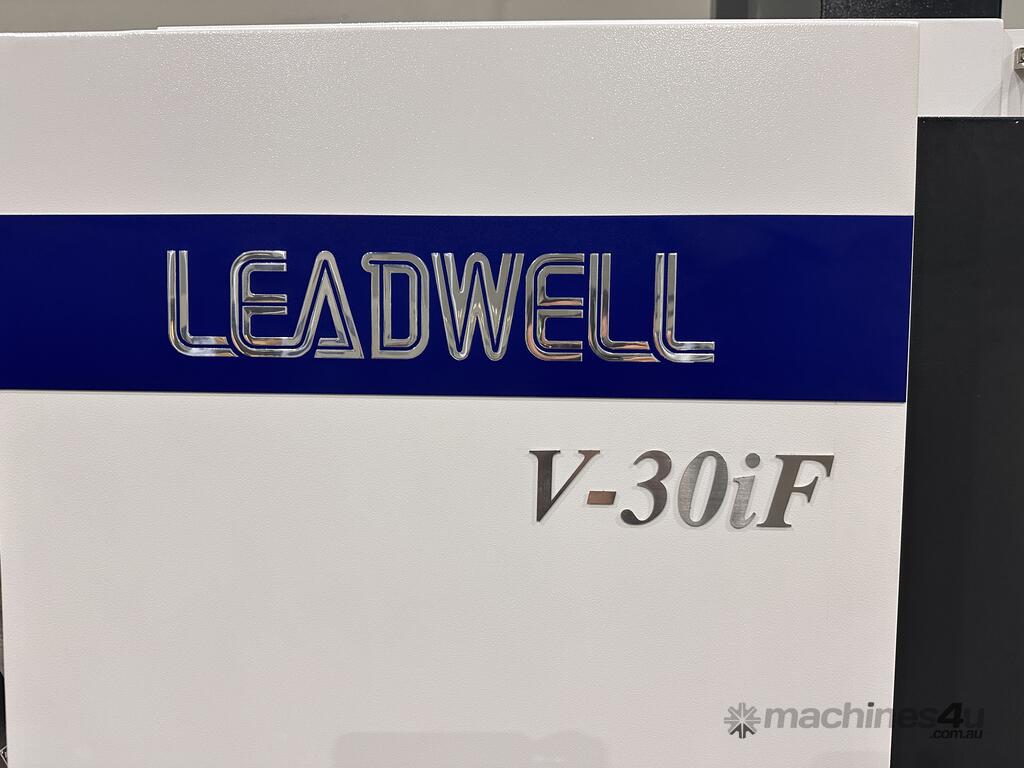 LEADWELL
V-30iF
machines4u
.com.au